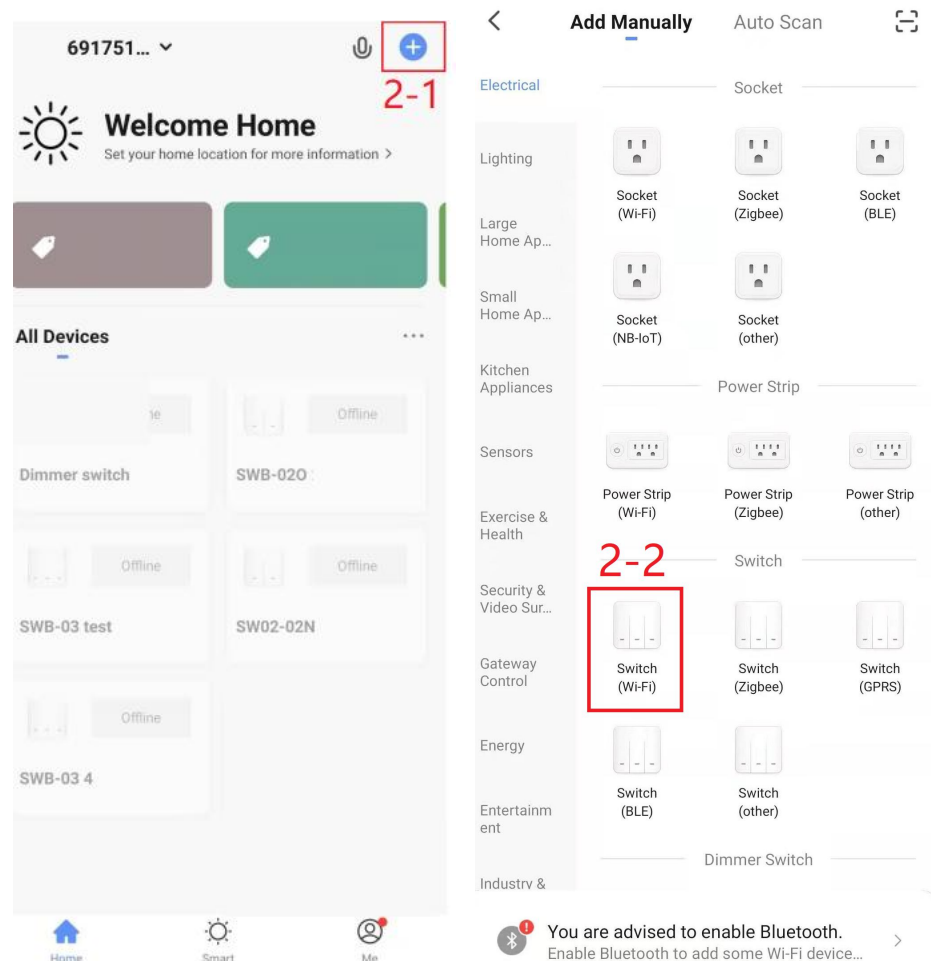 691751...
2-1
Welcome Home
Set your home location for more information >
All Devices
...
ne
Offline
Dimmer switch
SWB-02O
Offline
Offline
SWB-03 test
SW02-02N
Offline
SWB-03 4
Home
Smart
Me
Add Manually
Auto Scan
Electrical
Lighting
Large
Home Ap...
Small
Home Ap...
Kitchen
Appliances
Sensors
Exercise &
Health
Security &
Video Sur...
Gateway
Control
Energy
Entertainm
ent
Industry &
Socket
Socket
(Wi-Fi)
Socket
(Zigbee)
Socket
(BLE)
Socket
(NB-IoT)
Socket
(other)
Power Strip
Power Strip
(Wi-Fi)
Power Strip
(Zigbee)
Power Strip
(other)
2-2
Switch
Switch
(Wi-Fi)
Switch
(Zigbee)
Switch
(GPRS)
Switch
(BLE)
Switch
(other)
Dimmer Switch
You are advised to enable Bluetooth.
Enable Bluetooth to add some Wi-Fi device...